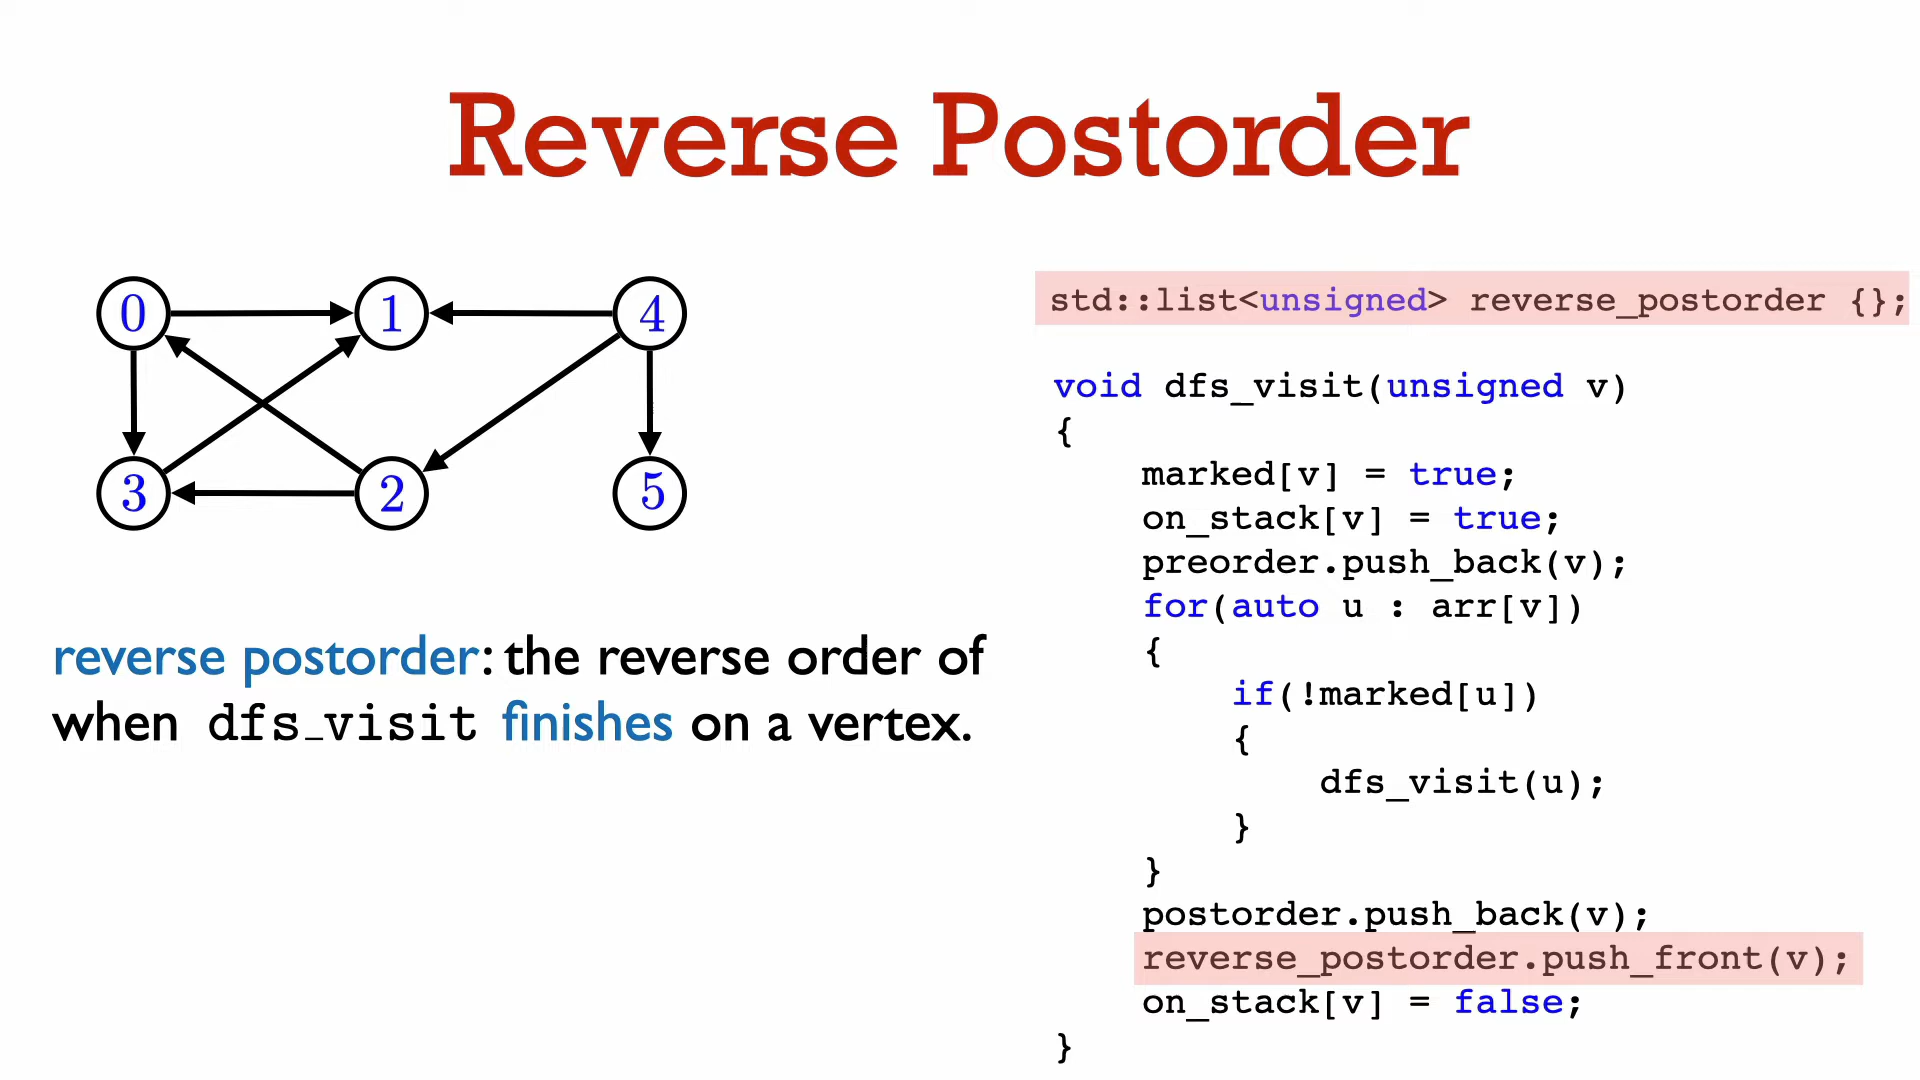 Reverse Postorder
0 1 4
3 2 5
reverse postorder: the reverse order of
when dfs_visit finishes on a vertex.
std::list<unsigned> reverse_postorder {};
void dfs_visit(unsigned v)
{
    marked[v] = true;
    on_stack[v] = true;
    preorder.push_back(v);
    for(auto u : arr[v])
    {
        if(!marked[u])
        {
            dfs_visit(u);
        }
    }
    postorder.push_back(v);
    reverse_postorder.push_front(v);
    on_stack[v] = false;
}